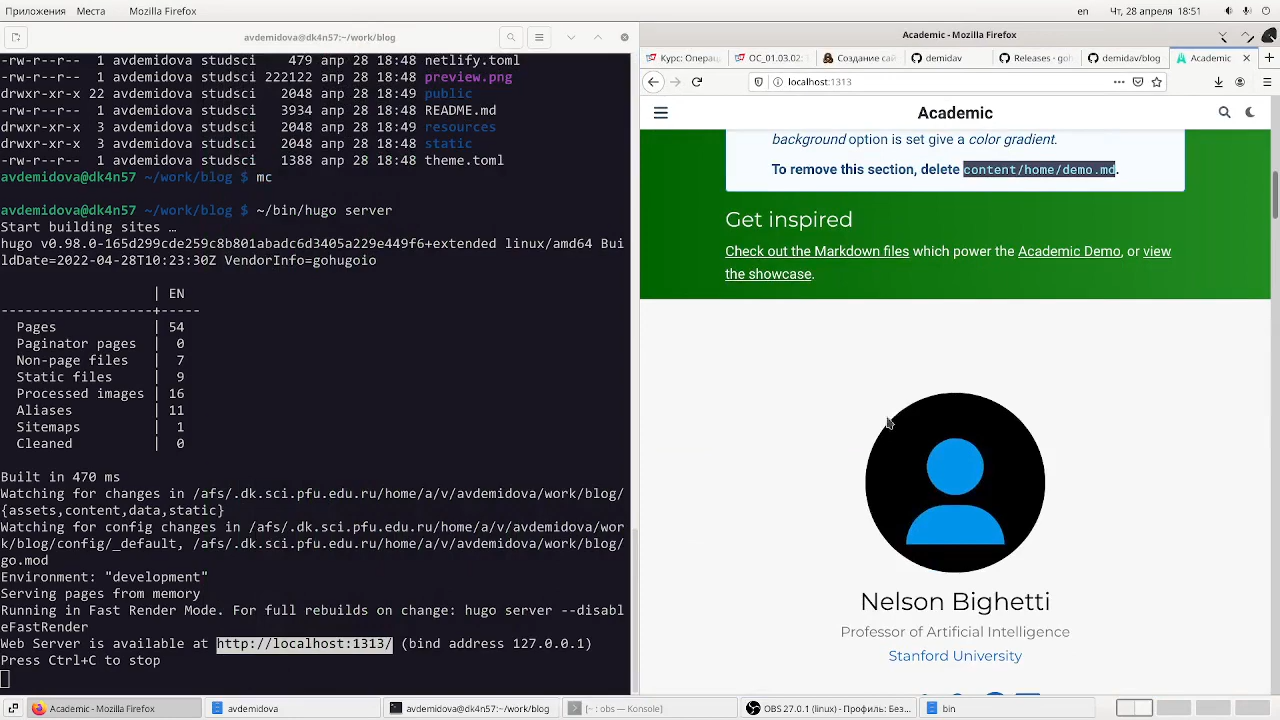 Приложения Места Mozilla Firefox en Чт, 28 апреля 18:51
avdemidova@dk4n57:~/work/blog
-rw-r--r-- 1 avdemidova studsci 479 апр 28 18:48 netlify.toml
-rw-r--r-- 1 avdemidova studsci 222122 апр 28 18:48 preview.png
drwxr-xr-x 22 avdemidova studsci 2048 апр 28 18:49 public
-rw-r--r-- 1 avdemidova studsci 3934 апр 28 18:48 README.md
drwxr-xr-x 3 avdemidova studsci 2048 апр 28 18:49 resources
drwxr-xr-x 3 avdemidova studsci 2048 апр 28 18:48 static
-rw-r--r-- 1 avdemidova studsci 1388 апр 28 18:48 theme.toml
avdemidova@dk4n57 ~/work/blog $ mc
avdemidova@dk4n57 ~/work/blog $ ~/bin/hugo server
Start building sites …
hugo v0.98.0-165d299cde259c8b801abadc6d3405a229e449f6+extended linux/amd64 Bui
ldDate=2022-04-28T10:23:30Z VendorInfo=gohugoio
| EN
-------------------+-----
Pages | 54
Paginator pages | 0
Non-page files | 7
Static files | 9
Processed images | 16
Aliases | 11
Sitemaps | 1
Cleaned | 0
Built in 470 ms
Watching for changes in /afs/.dk.sci.pfu.edu.ru/home/a/v/avdemidova/work/blog/
{assets,content,data,static}
Watching for config changes in /afs/.dk.sci.pfu.edu.ru/home/a/v/avdemidova/wor
k/blog/config/_default, /afs/.dk.sci.pfu.edu.ru/home/a/v/avdemidova/work/blog/
go.mod
Environment: "development"
Serving pages from memory
Running in Fast Render Mode. For full rebuilds on change: hugo server --disabl
eFastRender
Web Server is available at http://localhost:1313/ (bind address 127.0.0.1)
Press Ctrl+C to stop
Academic - Mozilla Firefox
Курс: Операц ОС_01.03.02: Создание сай demidav Releases - goh demidav/blog Academic
localhost:1313
Academic
background option is set give a color gradient.
To remove this section, delete content/home/demo.md.
Get inspired
Check out the Markdown files which power the Academic Demo, or view
the showcase.
Nelson Bighetti
Professor of Artificial Intelligence
Stanford University
Academic - Mozilla Firefox avdemidova avdemidova@dk4n57:~/work/blog [~ : obs — Konsole] OBS 27.0.1 (linux) - Профиль: Без... bin